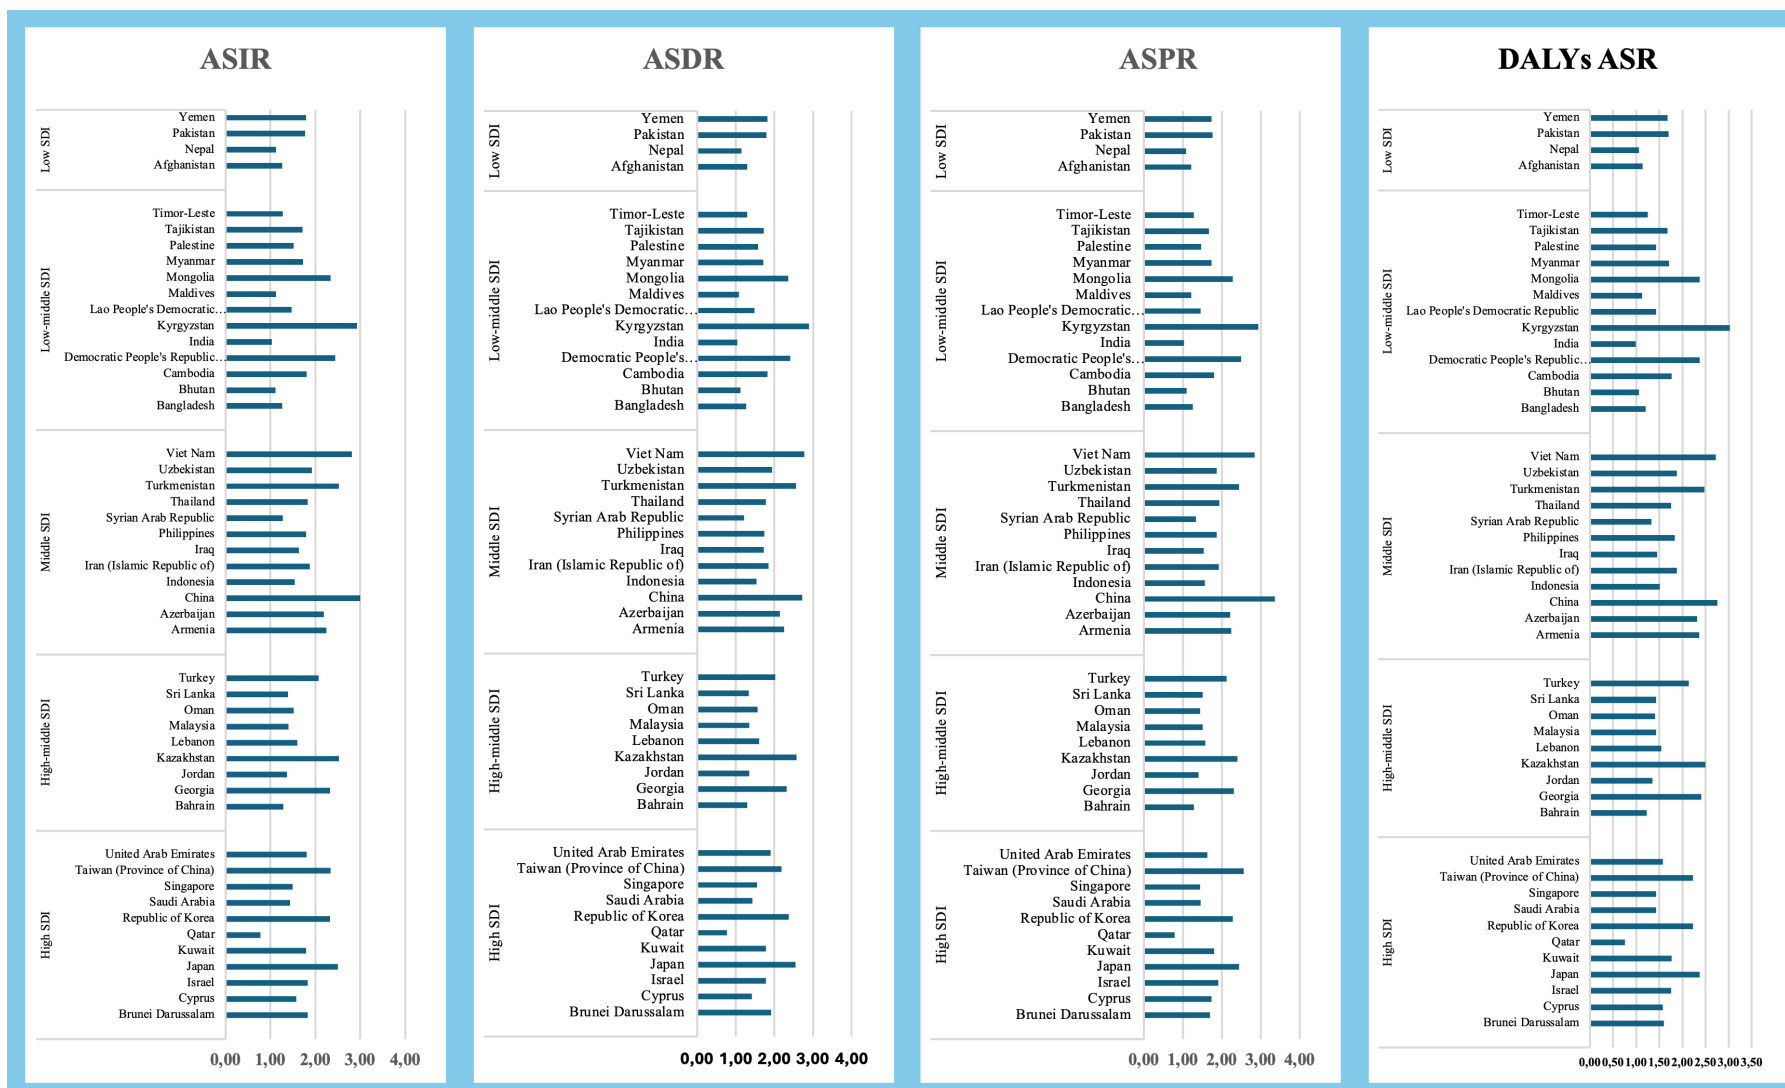 ASIR
Low SDI
Yemen
Pakistan
Nepal
Afghanistan
Low-middle SDI
Timor-Leste
Tajikistan
Palestine
Myanmar
Mongolia
Maldives
Lao People's Democratic…
Kyrgyzstan
India
Democratic People's Republic…
Cambodia
Bhutan
Bangladesh
Middle SDI
Viet Nam
Uzbekistan
Turkmenistan
Thailand
Syrian Arab Republic
Philippines
Iraq
Iran (Islamic Republic of)
Indonesia
China
Azerbaijan
Armenia
High-middle SDI
Turkey
Sri Lanka
Oman
Malaysia
Lebanon
Kazakhstan
Jordan
Georgia
Bahrain
High SDI
United Arab Emirates
Taiwan (Province of China)
Singapore
Saudi Arabia
Republic of Korea
Qatar
Kuwait
Japan
Israel
Cyprus
Brunei Darussalam
0,00 1,00 2,00 3,00 4,00
ASDR
Low SDI
Yemen
Pakistan
Nepal
Afghanistan
Low-middle SDI
Timor-Leste
Tajikistan
Palestine
Myanmar
Mongolia
Maldives
Lao People's Democratic…
Kyrgyzstan
India
Democratic People's…
Cambodia
Bhutan
Bangladesh
Middle SDI
Viet Nam
Uzbekistan
Turkmenistan
Thailand
Syrian Arab Republic
Philippines
Iraq
Iran (Islamic Republic of)
Indonesia
China
Azerbaijan
Armenia
High-middle SDI
Turkey
Sri Lanka
Oman
Malaysia
Lebanon
Kazakhstan
Jordan
Georgia
Bahrain
High SDI
United Arab Emirates
Taiwan (Province of China)
Singapore
Saudi Arabia
Republic of Korea
Qatar
Kuwait
Japan
Israel
Cyprus
Brunei Darussalam
0,00 1,00 2,00 3,00 4,00
ASPR
Low SDI
Yemen
Pakistan
Nepal
Afghanistan
Low-middle SDI
Timor-Leste
Tajikistan
Palestine
Myanmar
Mongolia
Maldives
Lao People's Democratic…
Kyrgyzstan
India
Democratic People's…
Cambodia
Bhutan
Bangladesh
Middle SDI
Viet Nam
Uzbekistan
Turkmenistan
Thailand
Syrian Arab Republic
Philippines
Iraq
Iran (Islamic Republic of)
Indonesia
China
Azerbaijan
Armenia
High-middle SDI
Turkey
Sri Lanka
Oman
Malaysia
Lebanon
Kazakhstan
Jordan
Georgia
Bahrain
High SDI
United Arab Emirates
Taiwan (Province of China)
Singapore
Saudi Arabia
Republic of Korea
Qatar
Kuwait
Japan
Israel
Cyprus
Brunei Darussalam
0,00 1,00 2,00 3,00 4,00
DALYs ASR
Low SDI
Yemen
Pakistan
Nepal
Afghanistan
Low-middle SDI
Timor-Leste
Tajikistan
Palestine
Myanmar
Mongolia
Maldives
Lao People's Democratic Republic
Kyrgyzstan
India
Democratic People's Republic…
Cambodia
Bhutan
Bangladesh
Middle SDI
Viet Nam
Uzbekistan
Turkmenistan
Thailand
Syrian Arab Republic
Philippines
Iraq
Iran (Islamic Republic of)
Indonesia
China
Azerbaijan
Armenia
High-middle SDI
Turkey
Sri Lanka
Oman
Malaysia
Lebanon
Kazakhstan
Jordan
Georgia
Bahrain
High SDI
United Arab Emirates
Taiwan (Province of China)
Singapore
Saudi Arabia
Republic of Korea
Qatar
Kuwait
Japan
Israel
Cyprus
Brunei Darussalam
0,00 0,50 1,00 1,50 2,00 2,50 3,00 3,50